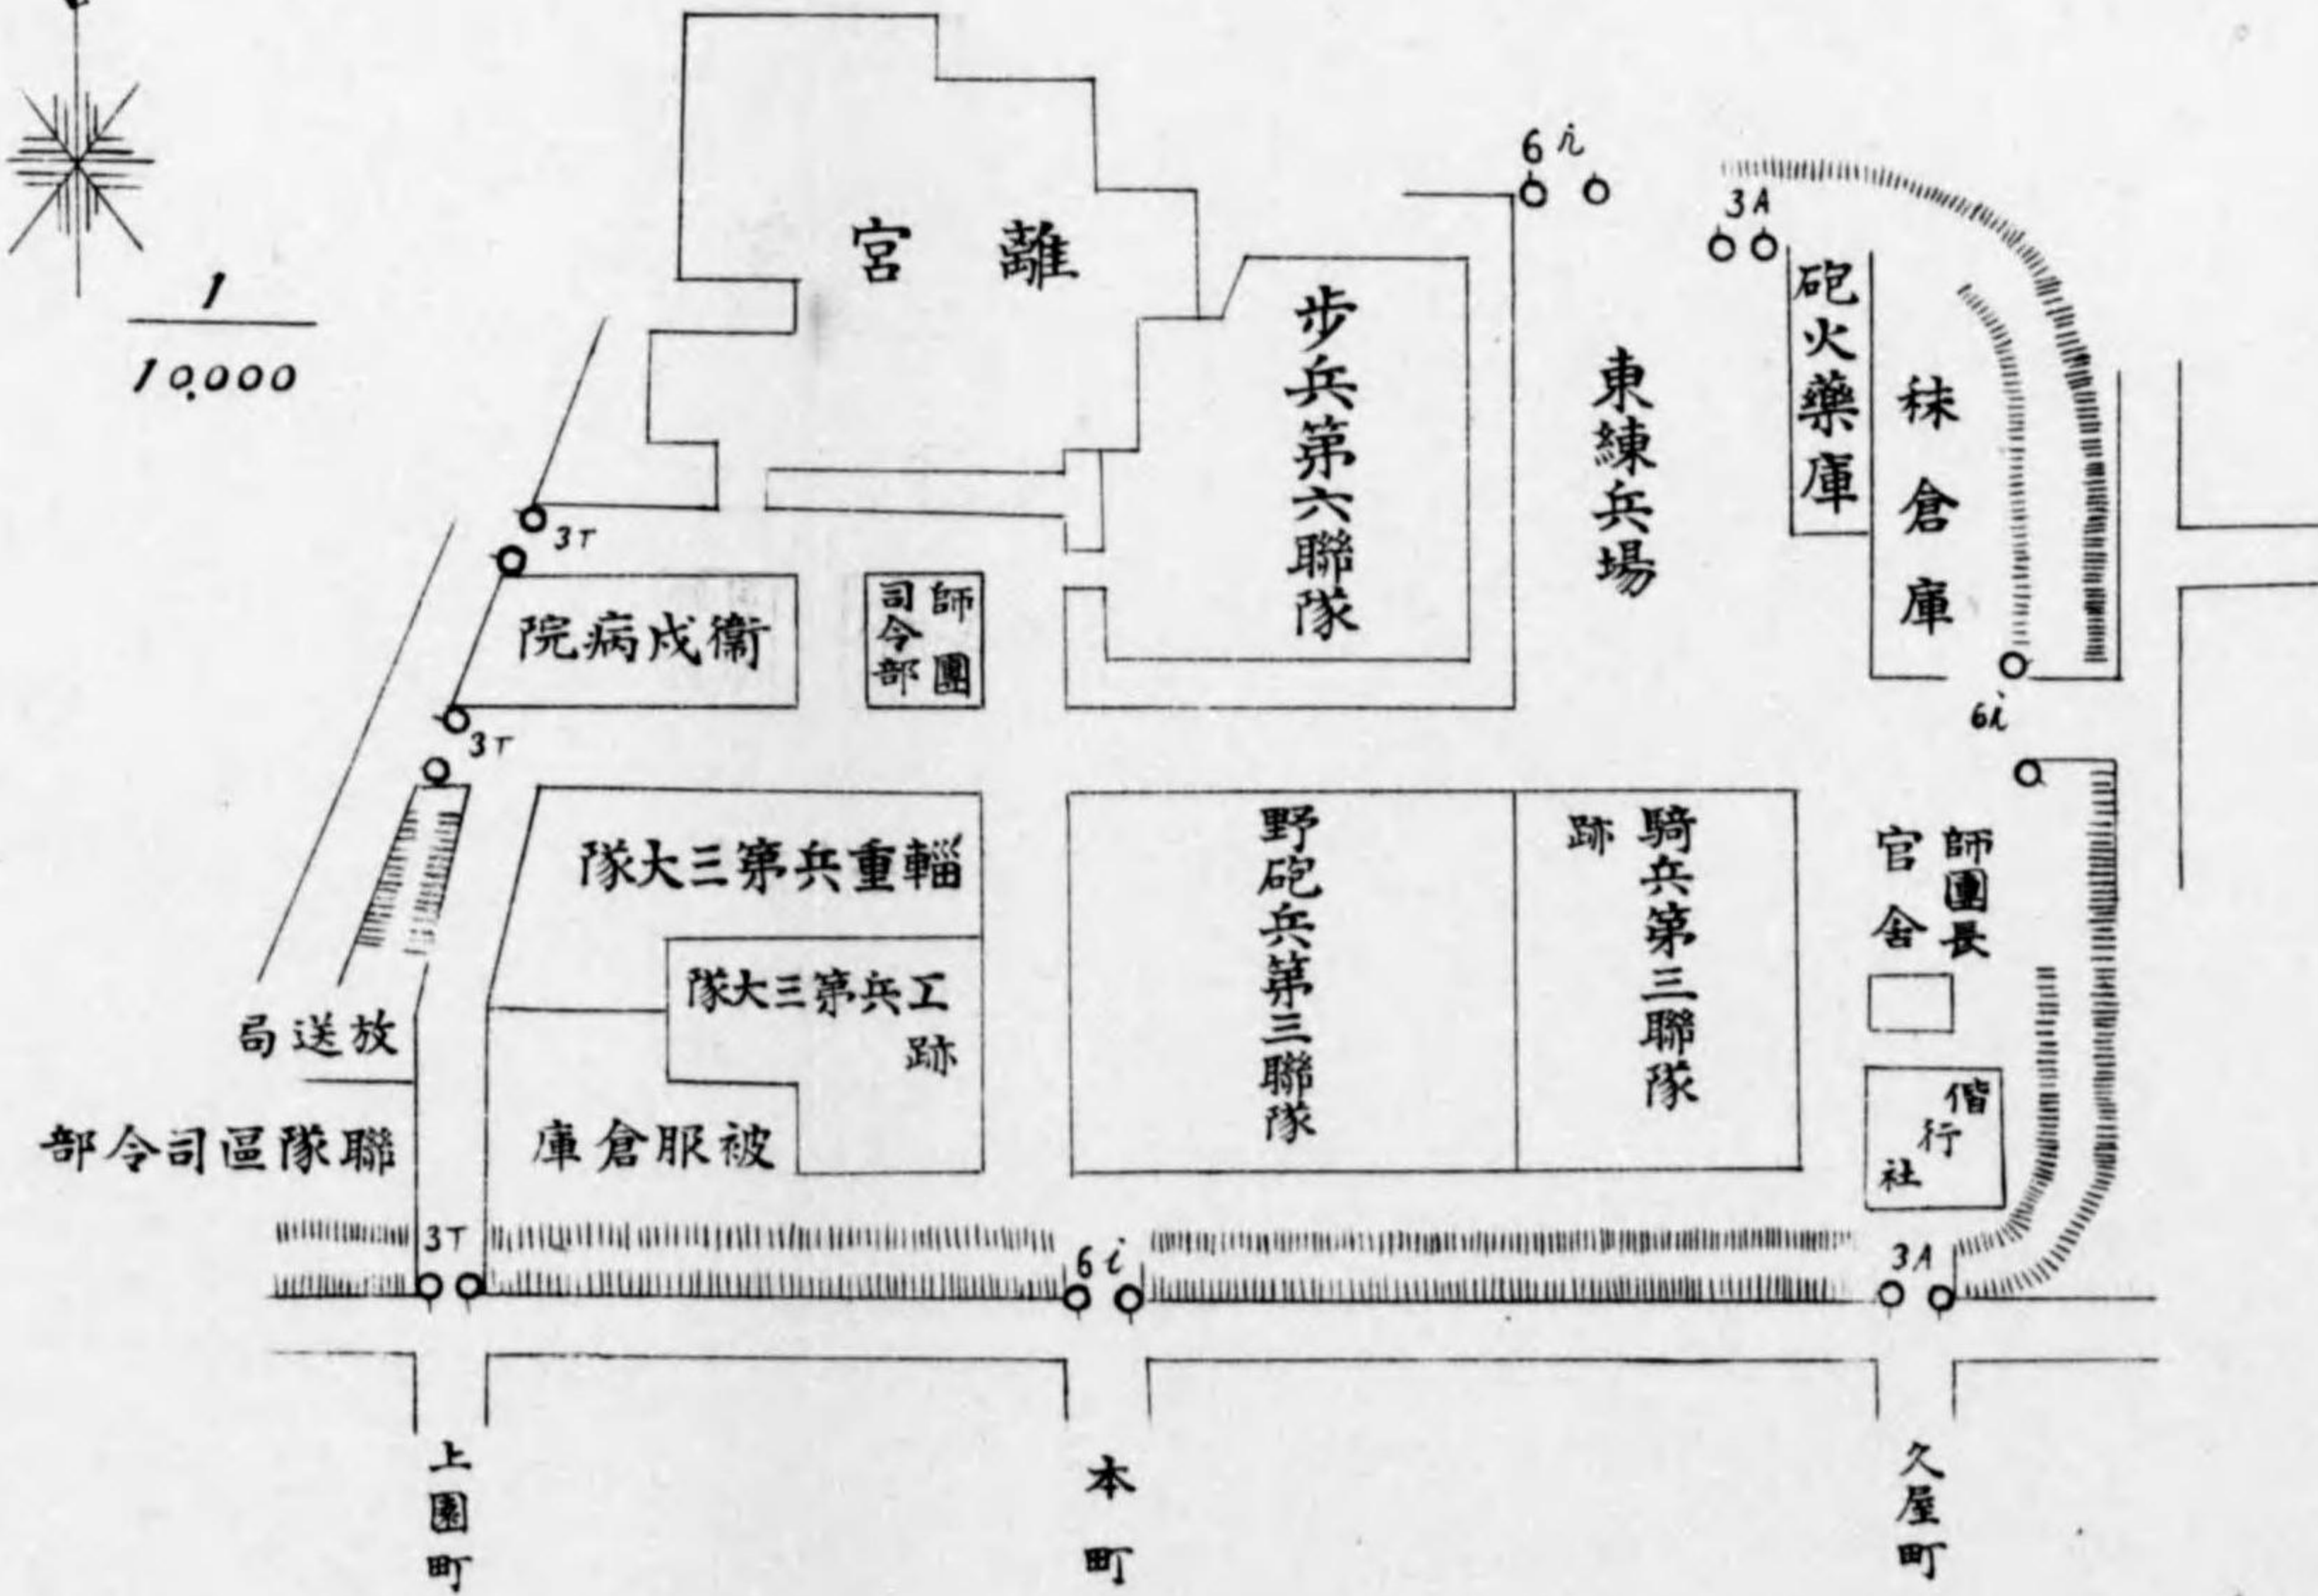 1
10.000
離宮
6i
3A
步兵第六聯隊
東練兵場
砲火藥庫
秣倉庫
3T
衞戍病院
師團
司令部
3T
6i
輜重兵第三大隊
野砲兵第三聯隊
騎兵第三聯隊
跡
師團長
官舍
工兵第三大隊
跡
放送局
偕行社
聯隊區司令部
被服倉庫
3T
6i
3A
上園町
本町
久屋町